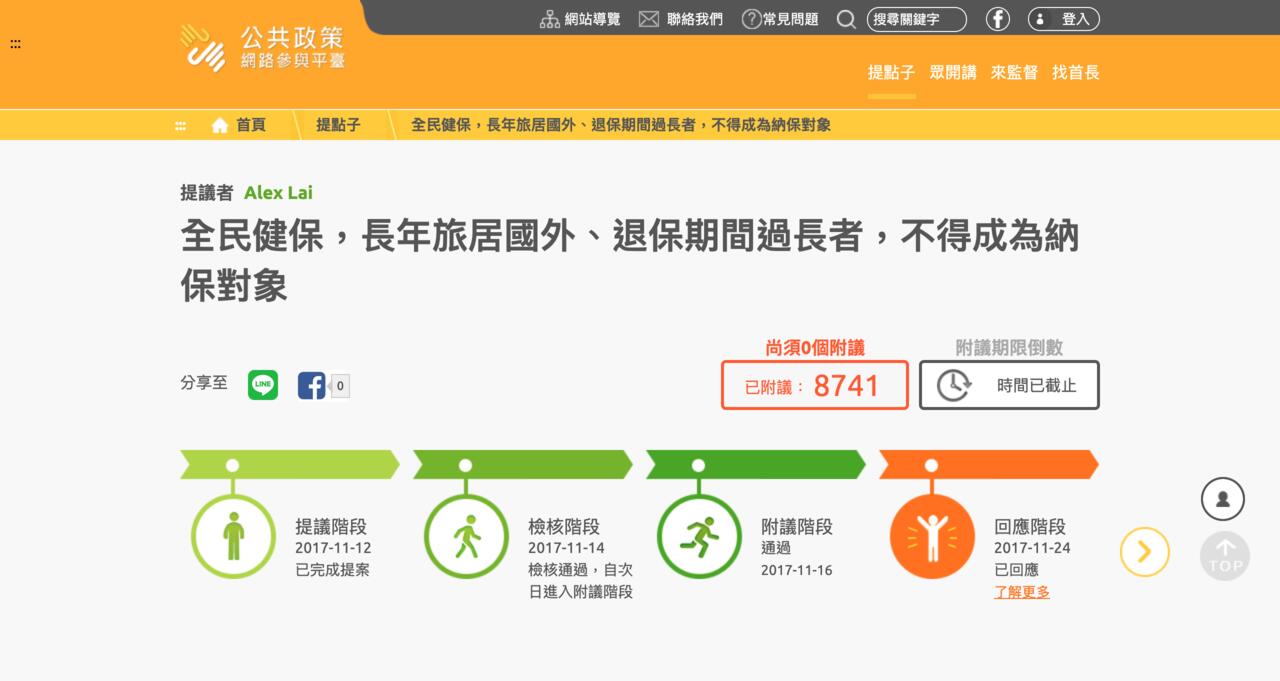 網站導覽 聯絡我們 常見問題 搜尋關鍵字 登入
:::
公共政策
網路參與平臺
提點子 眾開講 來監督 找首長
::: 首頁 提點子 全民健保，長年旅居國外、退保期間過長者，不得成為納保對象
提議者 Alex Lai
全民健保，長年旅居國外、退保期間過長者，不得成為納
保對象
尚須0個附議 附議期限倒數
分享至 LINE 0 已附議： 8741 時間已截止
提議階段
2017-11-12
已完成提案
檢核階段
2017-11-14
檢核通過，自次
日進入附議階段
附議階段
通過
2017-11-16
回應階段
2017-11-24
已回應
了解更多
TOP